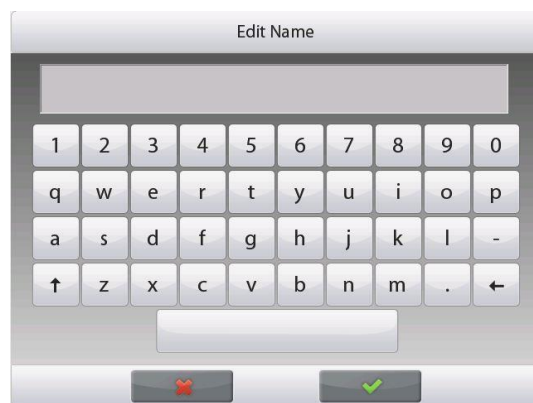 Edit Name
1 2 3 4 5 6 7 8 9 0
q w e r t y u i o p
a s d f g h j k l -
↑ z x c v b n m . ←